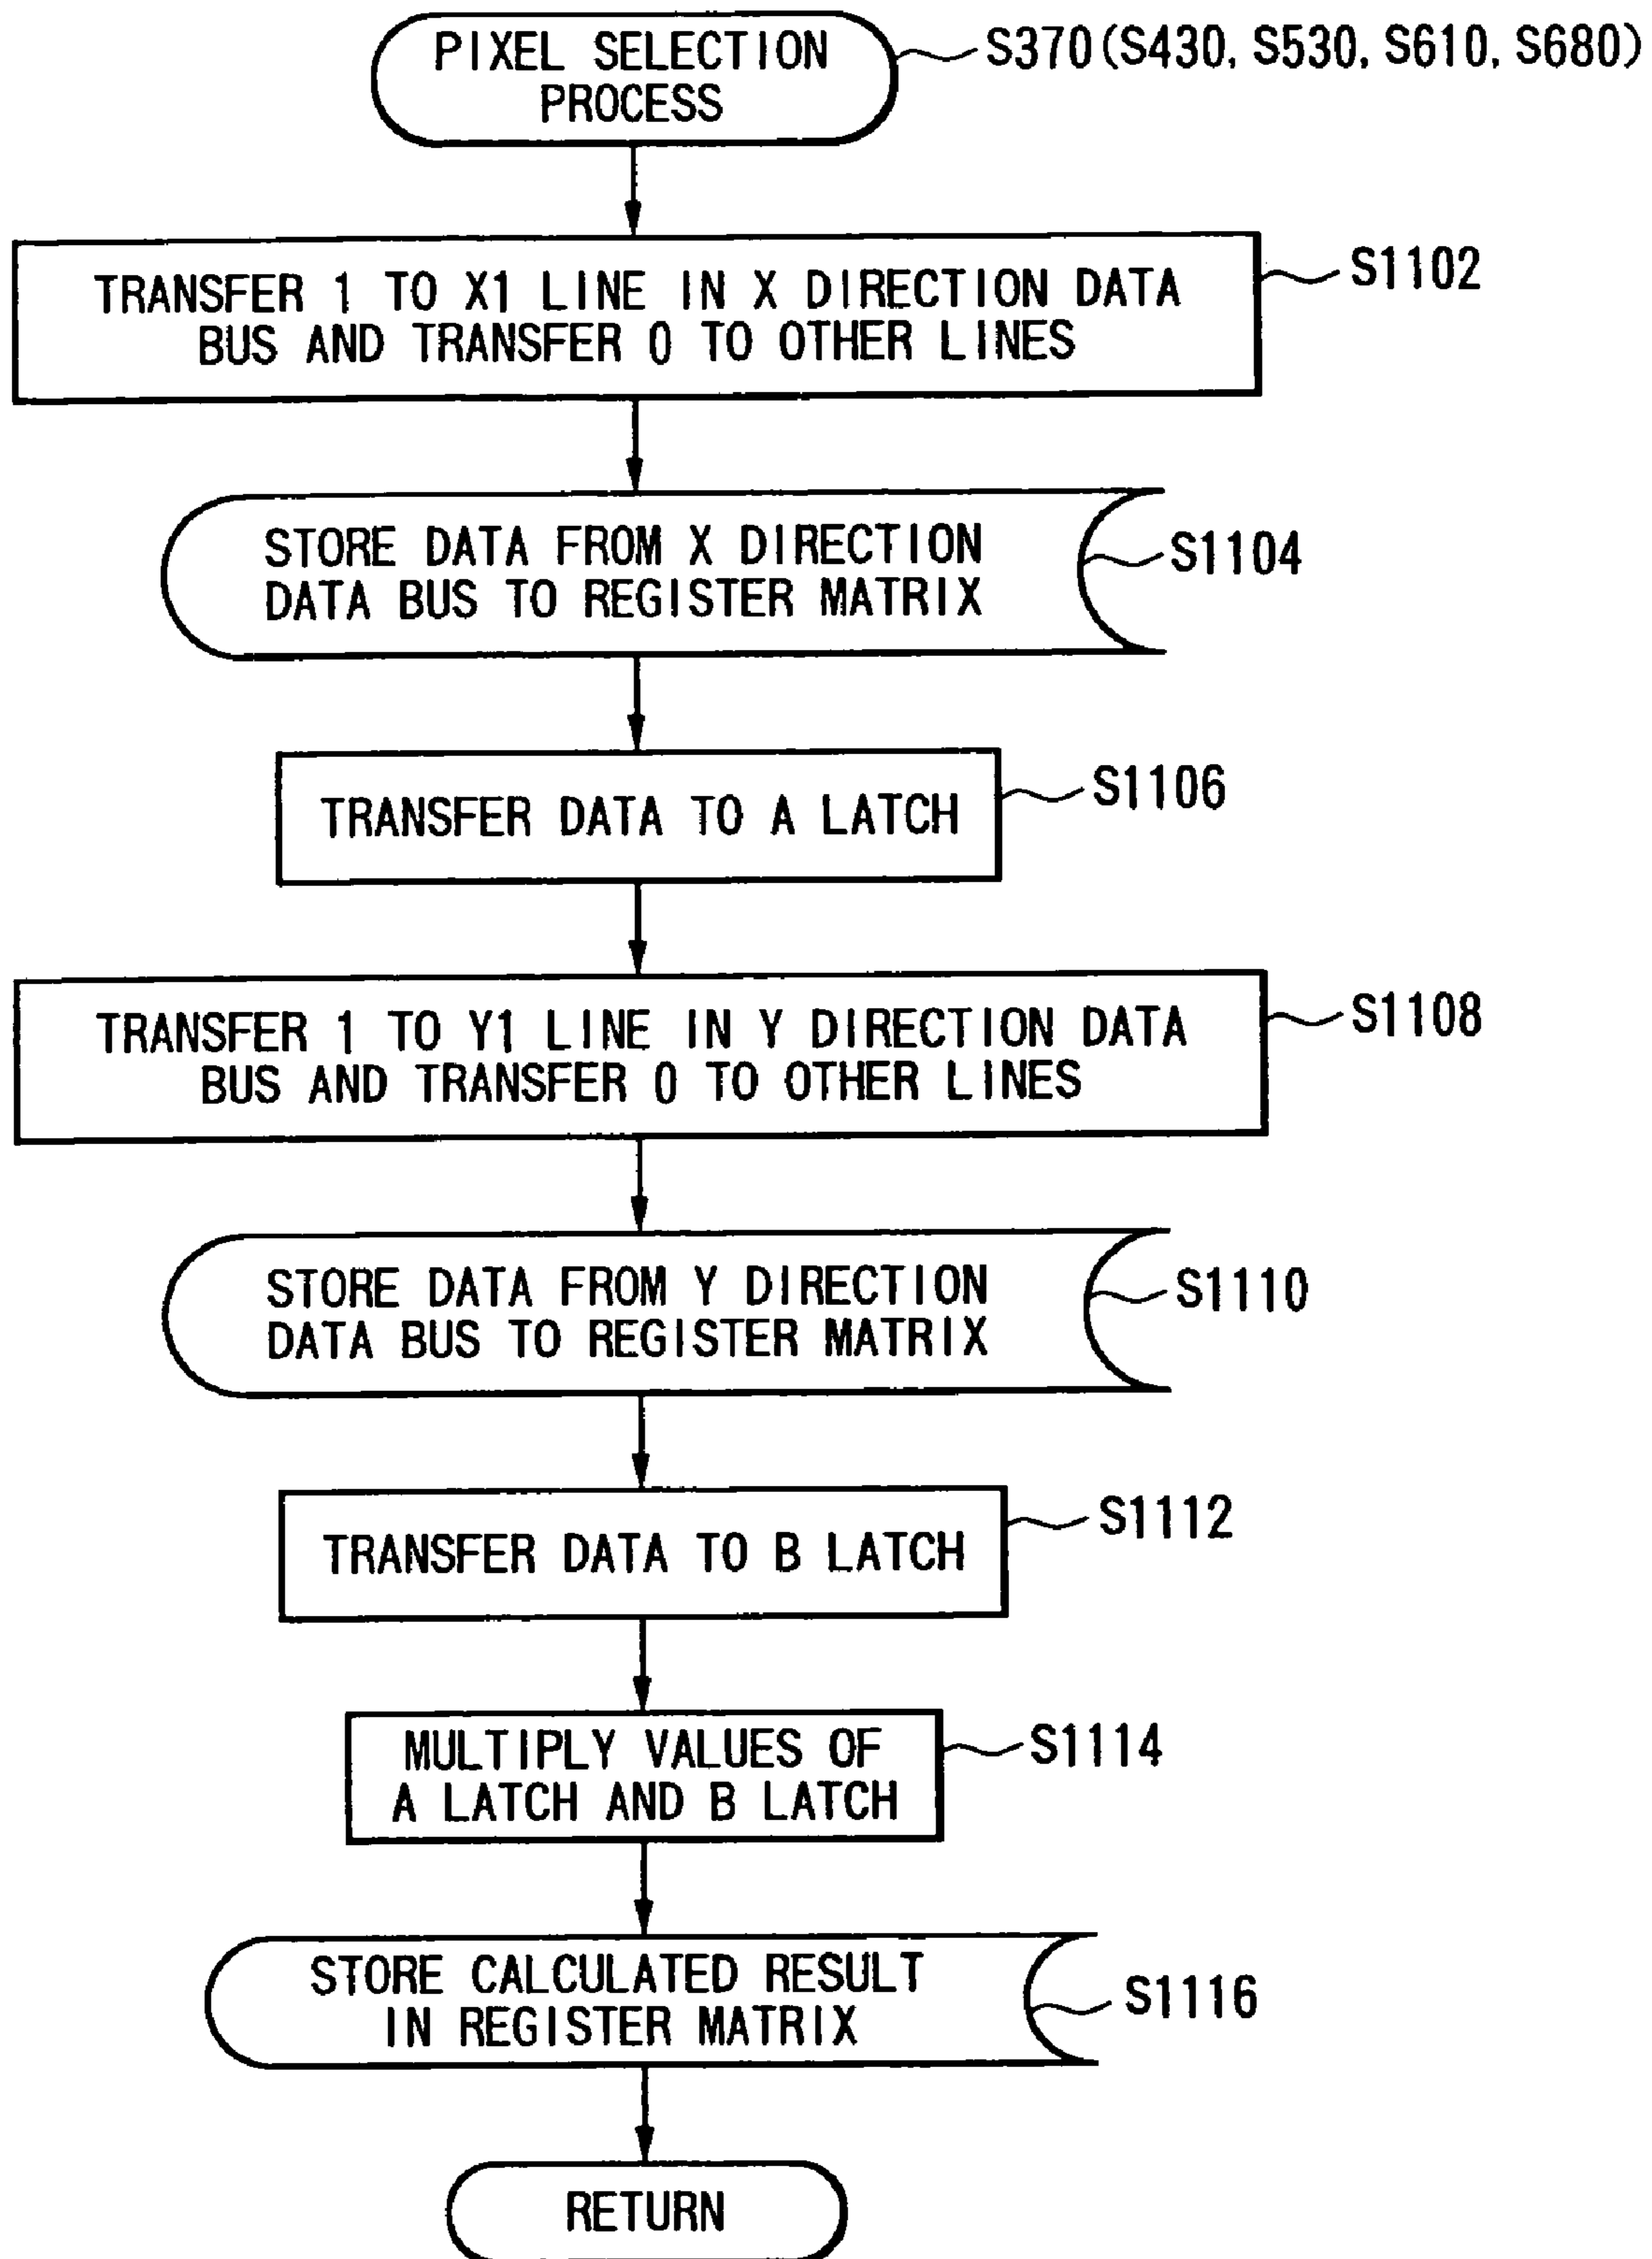 PIXEL SELECTION
PROCESS
S370(S430, S530, S610, S680)
TRANSFER 1 TO X1 LINE IN X DIRECTION DATA
BUS AND TRANSFER 0 TO OTHER LINES
S1102
STORE DATA FROM X DIRECTION
DATA BUS TO REGISTER MATRIX
S1104
TRANSFER DATA TO A LATCH
S1106
TRANSFER 1 TO Y1 LINE IN Y DIRECTION DATA
BUS AND TRANSFER 0 TO OTHER LINES
S1108
STORE DATA FROM Y DIRECTION
DATA BUS TO REGISTER MATRIX
S1110
TRANSFER DATA TO B LATCH
S1112
MULTIPLY VALUES OF
A LATCH AND B LATCH
S1114
STORE CALCULATED RESULT
IN REGISTER MATRIX
S1116
RETURN